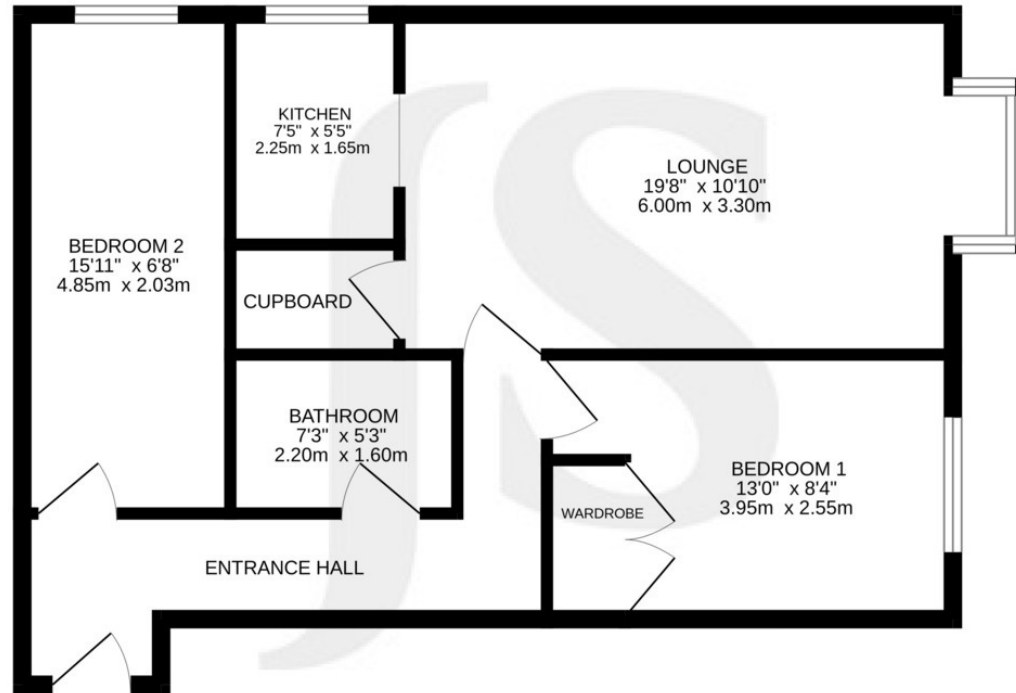 KITCHEN
7'5" x 5'5"
2.25m x 1.65m
LOUNGE
19'8" x 10'10"
6.00m x 3.30m
BEDROOM 2
15'11" x 6'8"
4.85m x 2.03m
CUPBOARD
BATHROOM
7'3" x 5'3"
2.20m x 1.60m
BEDROOM 1
13'0" x 8'4"
3.95m x 2.55m
WARDROBE
ENTRANCE HALL
JS